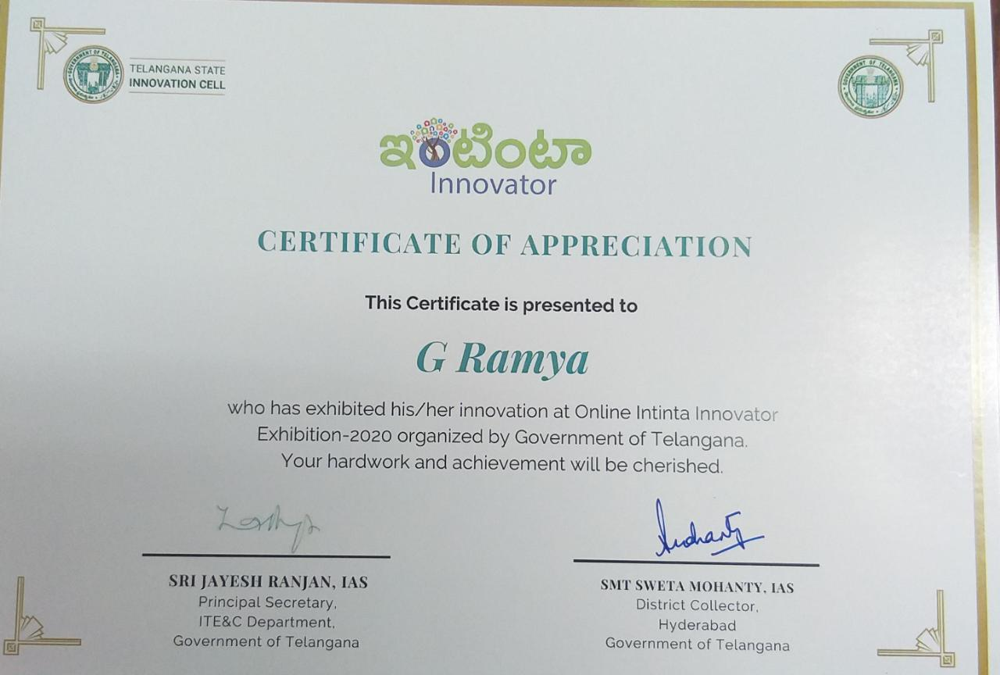 GOVERNMENT OF TELANGANA
TELANGANA STATE
INNOVATION CELL
GOVERNMENT OF TELANGANA
ఇంటింటా
Innovator
CERTIFICATE OF APPRECIATION
This Certificate is presented to
G Ramya
who has exhibited his/her innovation at Online Intinta Innovator
Exhibition-2020 organized by Government of Telangana.
Your hardwork and achievement will be cherished.
SRI JAYESH RANJAN, IAS
Principal Secretary,
ITE&C Department,
Government of Telangana
SMT SWETA MOHANTY, IAS
District Collector,
Hyderabad
Government of Telangana